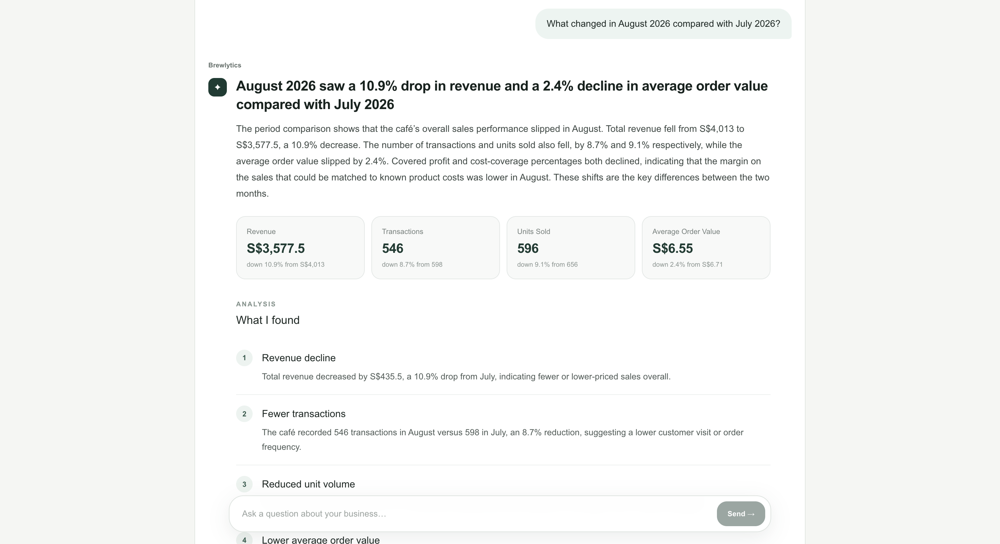 What changed in August 2026 compared with July 2026?
Brewlytics
August 2026 saw a 10.9% drop in revenue and a 2.4% decline in average order value
compared with July 2026
The period comparison shows that the café’s overall sales performance slipped in August. Total revenue fell from S$4,013 to
S$3,577.5, a 10.9% decrease. The number of transactions and units sold also fell, by 8.7% and 9.1% respectively, while the
average order value slipped by 2.4%. Covered profit and cost-coverage percentages both declined, indicating that the margin on
the sales that could be matched to known product costs was lower in August. These shifts are the key differences between the two
months.
Revenue
S$3,577.5
down 10.9% from S$4,013
Transactions
546
down 8.7% from 598
Units Sold
596
down 9.1% from 656
Average Order Value
S$6.55
down 2.4% from S$6.71
ANALYSIS
What I found
1 Revenue decline
Total revenue decreased by S$435.5, a 10.9% drop from July, indicating fewer or lower-priced sales overall.
2 Fewer transactions
The café recorded 546 transactions in August versus 598 in July, an 8.7% reduction, suggesting a lower customer visit or order
frequency.
3 Reduced unit volume
Ask a question about your business…
Send →
4 Lower average order value